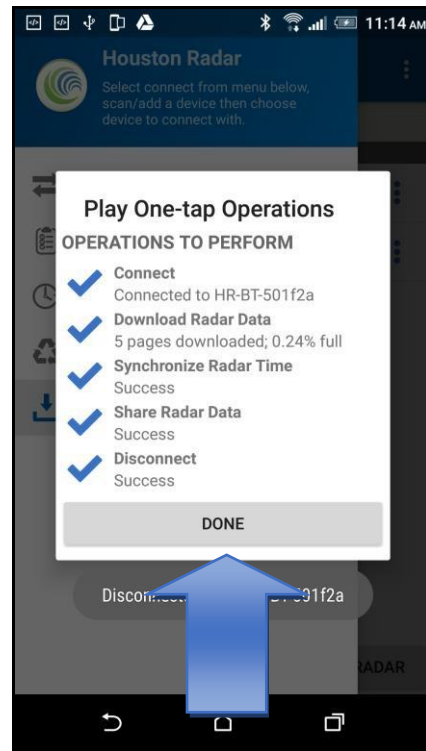 11:14 AM
Houston Radar
Select connect from menu below,
scan/add a device then choose
device to connect with.
Play One-tap Operations
OPERATIONS TO PERFORM
Connect
Connected to HR-BT-501f2a
Download Radar Data
5 pages downloaded; 0.24% full
Synchronize Radar Time
Success
Share Radar Data
Success
Disconnect
Success
DONE
RADAR